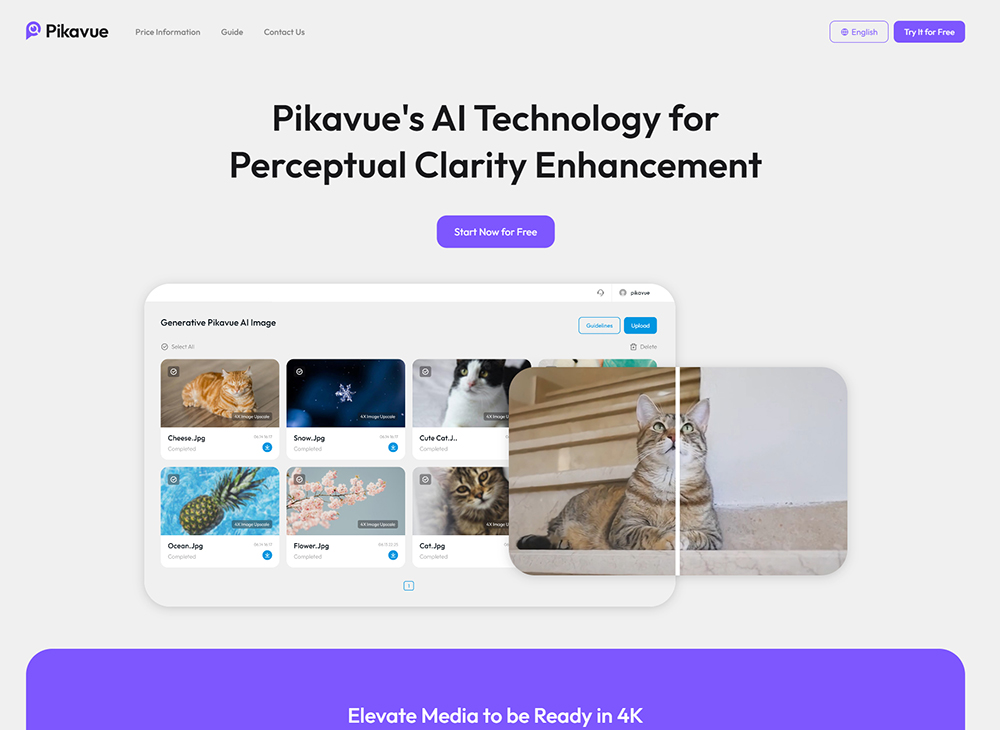 Pikavue
Price Information
Guide
Contact Us
English
Try It for Free
Pikavue's AI Technology for
Perceptual Clarity Enhancement
Start Now for Free
pikavue
Generative Pikavue AI Image
Guidelines
Upload
Select All
Delete
4X Image Upscale
4X Image Upscale
4X Image U
Cheese.Jpg
Completed
Snow.Jpg
Completed
Cute Cat.J..
Completed
4X Image Upscale
4X Image Upscale
4X Image U
Ocean.Jpg
Completed
Flower.Jpg
Completed
Cat.Jpg
Completed
1
Elevate Media to be Ready in 4K